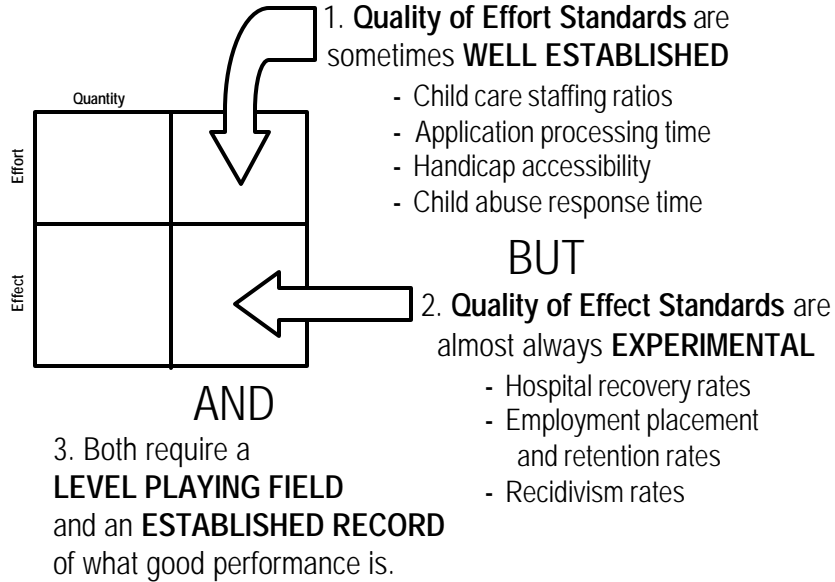 1. Quality of Effort Standards are
sometimes WELL ESTABLISHED
- Child care staffing ratios
- Application processing time
- Handicap accessibility
- Child abuse response time
Quantity
Effort
Effect
BUT
2. Quality of Effect Standards are
almost always EXPERIMENTAL
- Hospital recovery rates
- Employment placement
and retention rates
- Recidivism rates
AND
3. Both require a
LEVEL PLAYING FIELD
and an ESTABLISHED RECORD
of what good performance is.